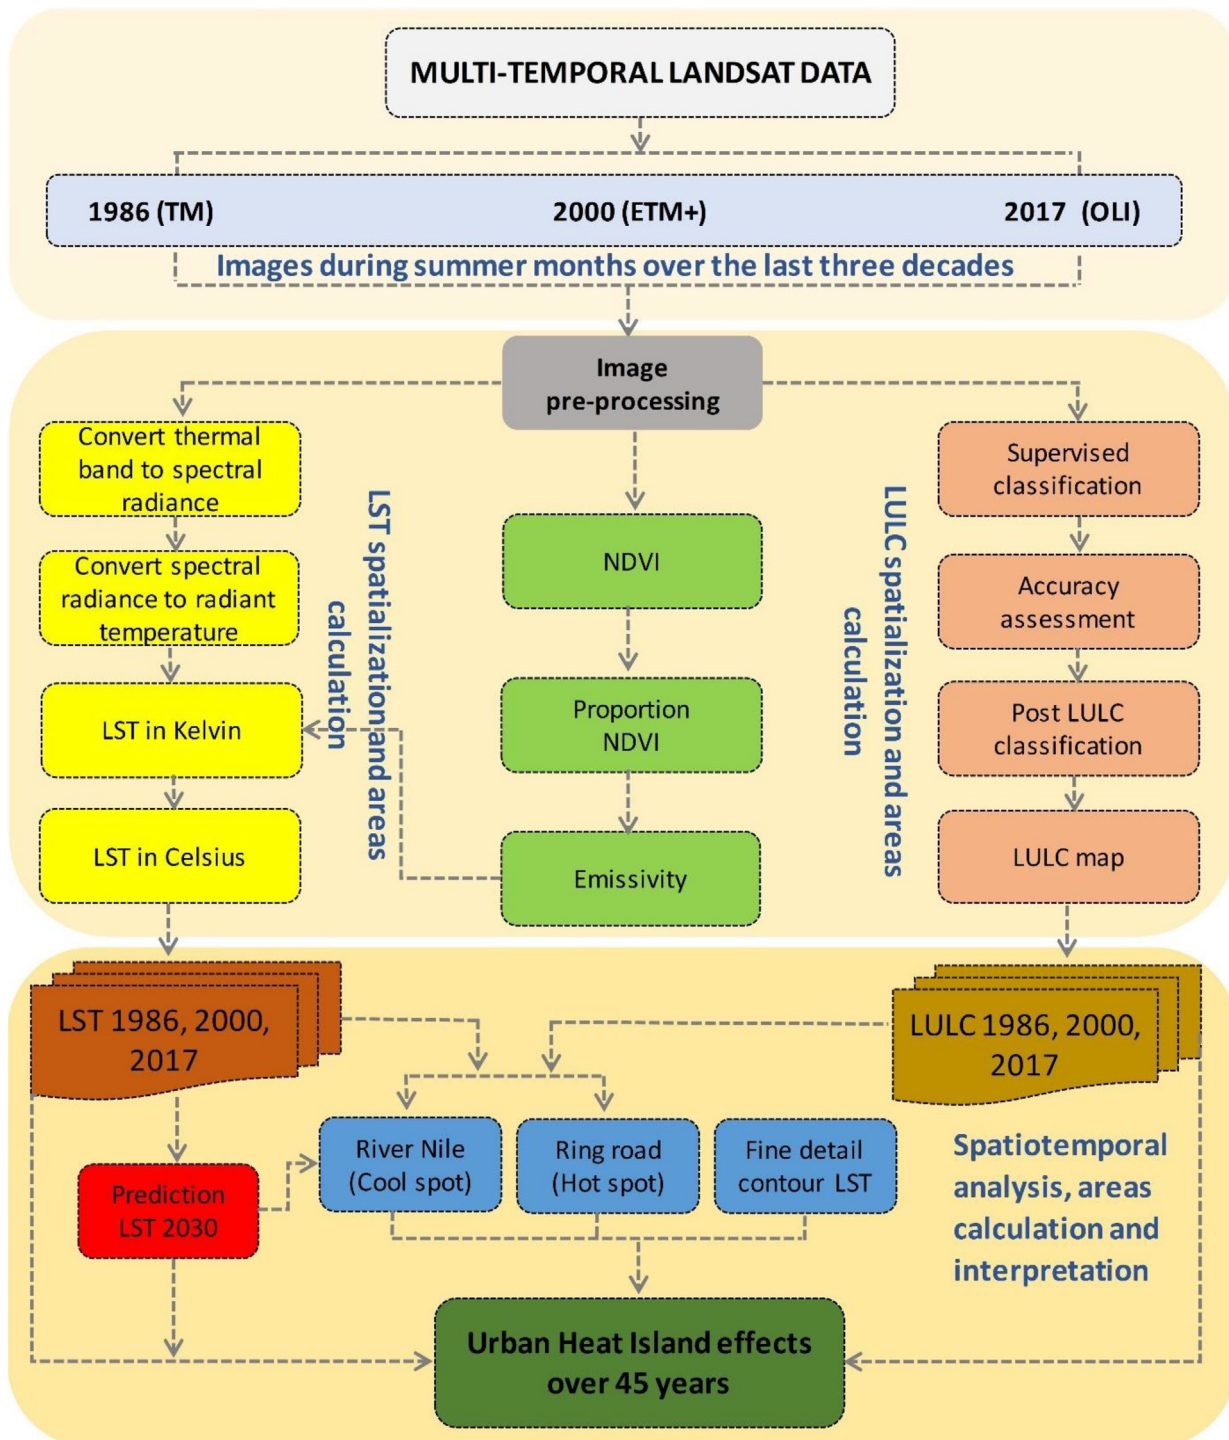 MULTI-TEMPORAL LANDSAT DATA
1986 (TM)
2000 (ETM+)
2017 (OLI)
Images during summer months over the last three decades
Image
pre-processing
Convert thermal
band to spectral
radiance
Convert spectral
radiance to radiant
temperature
LST in Kelvin
LST in Celsius
LST spatialization and areas
calculation
NDVI
Proportion
NDVI
Emissivity
LULC spatialization and areas
calculation
Supervised
classification
Accuracy
assessment
Post LULC
classification
LULC map
LST 1986, 2000,
2017
LULC 1986, 2000,
2017
Prediction
LST 2030
River Nile
(Cool spot)
Ring road
(Hot spot)
Fine detail
contour LST
Spatiotemporal
analysis, areas
calculation and
interpretation
Urban Heat Island effects
over 45 years